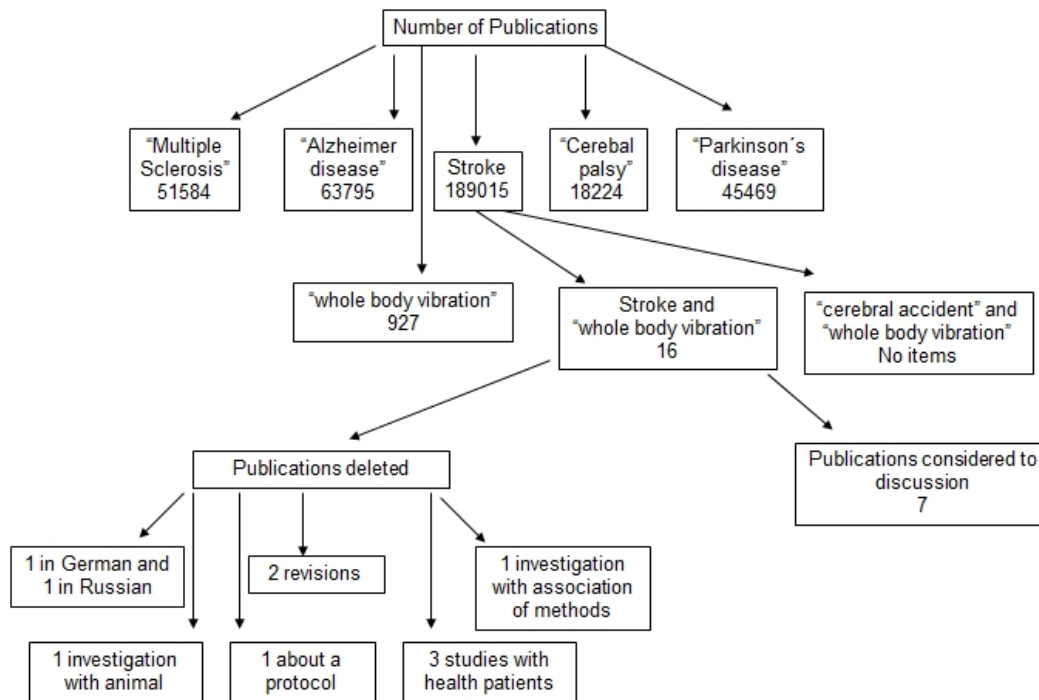 Number of Publications
“Multiple
Sclerosis”
51584
“Alzheimer
disease”
63795
Stroke
189015
“Cerebal
palsy”
18224
“Parkinson´s
disease”
45469
“whole body vibration”
927
Stroke and
“whole body vibration”
16
“cerebral accident” and
“whole body vibration”
No items
Publications deleted
Publications considered to
discussion
7
1 in German and
1 in Russian
2 revisions
1 investigation
with association
of methods
1 investigation
with animal
1 about a
protocol
3 studies with
health patients